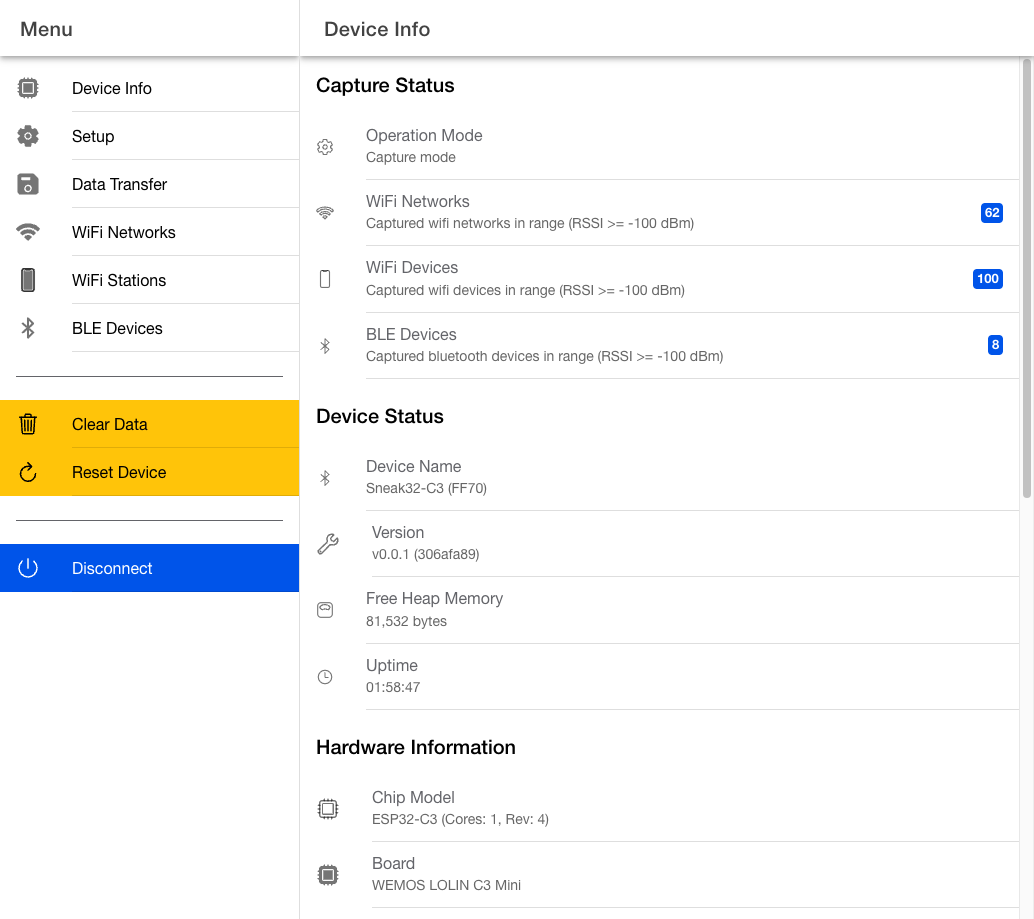 Menu
Device Info
Setup
Data Transfer
WiFi Networks
WiFi Stations
BLE Devices
Clear Data
Reset Device
Disconnect
Device Info
Capture Status
Operation Mode
Capture mode
WiFi Networks
Captured wifi networks in range (RSSI >= -100 dBm)
62
WiFi Devices
Captured wifi devices in range (RSSI >= -100 dBm)
100
BLE Devices
Captured bluetooth devices in range (RSSI >= -100 dBm)
8
Device Status
Device Name
Sneak32-C3 (FF70)
Version
v0.0.1 (306afa89)
Free Heap Memory
81,532 bytes
Uptime
01:58:47
Hardware Information
Chip Model
ESP32-C3 (Cores: 1, Rev: 4)
Board
WEMOS LOLIN C3 Mini